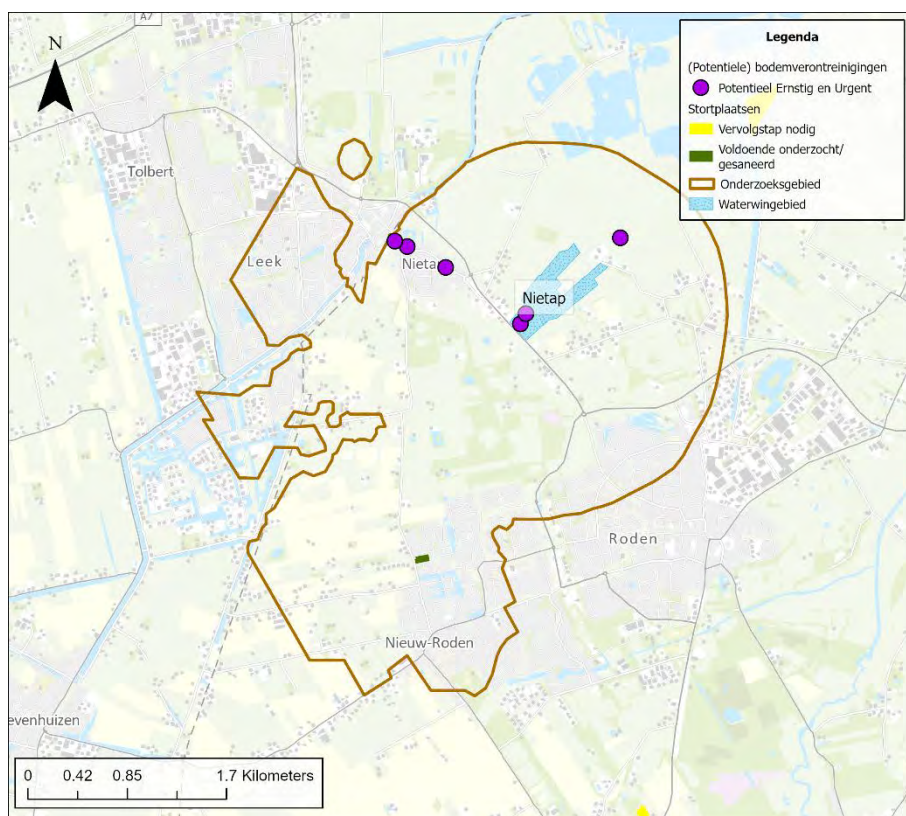 A7
N
Tolbert
Leek
Nieta
Nietap
Roden
Nieuw-Roden
evenhuizen
0 0.42 0.85 1.7 Kilometers
Legenda
(Potentiele) bodemverontreinigingen
Potentieel Ernstig en Urgent
Stortplaatsen
Vervolgstap nodig
Voldoende onderzocht/
gesaneerd
Onderzoeksgebied
Waterwingebied